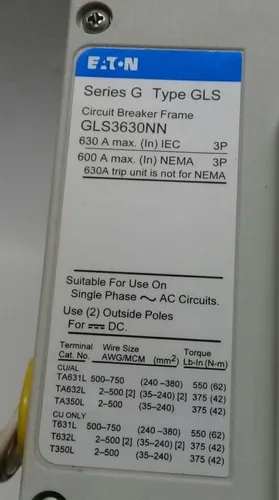 EATON
Series G Type GLS
Circuit Breaker Frame
GLS3630NN
630 A max. (In) IEC 3P
600 A max. (In) NEMA 3P
630A trip unit is not for NEMA
Suitable For Use On
Single Phase ~ AC Circuits.
Use (2) Outside Poles
For ⎓ DC.
Terminal Wire Size Torque
Cat. No. AWG/MCM (mm²) Lb-In (N-m)
CU/AL
TA631L 500–750 (240 –380) 550 (62)
TA632L 2–500 [2] (35–240) [2] 375 (42)
TA350L 2–500 (35–240) 375 (42)
CU ONLY
T631L 500–750 (240–380) 550 (62)
T632L 2–500 [2] (35–240) [2] 375 (42)
T350L 2–500 (35–240) 375 (42)